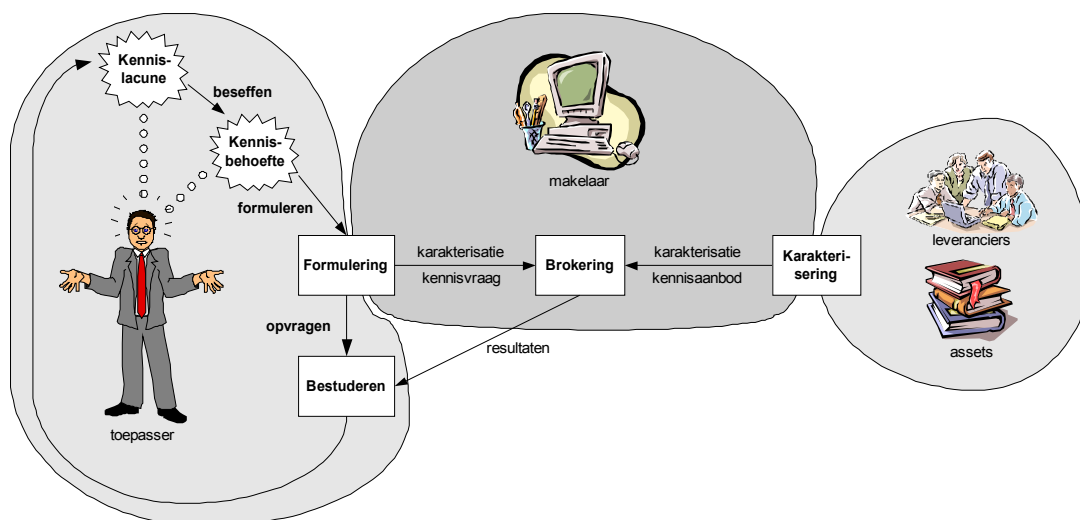 Kennis-
lacune
beseffen
Kennis-
behoefte
formuleren
toepasser
makelaar
leveranciers
assets
Formulering
karakterisatie
kennisvraag
Brokering
karakterisatie
kennisaanbod
Karakteri-
sering
opvragen
resultaten
Bestuderen